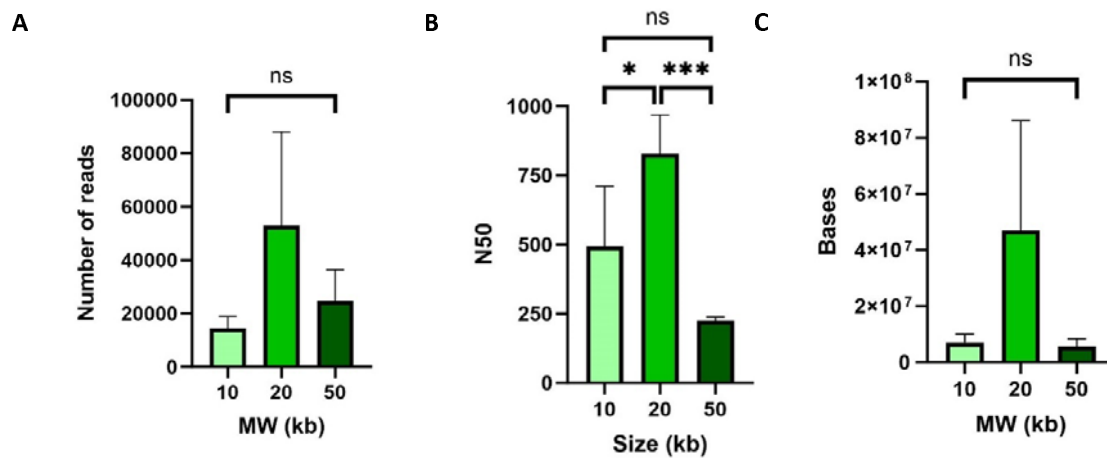 A
ns
100000
80000
60000
40000
20000
0
Number of reads
10 20 50
MW (kb)
B
ns
* ***
1000
750
500
250
0
N50
10 20 50
Size (kb)
C
ns
1×10⁸
8×10⁷
6×10⁷
4×10⁷
2×10⁷
0
Bases
10 20 50
MW (kb)